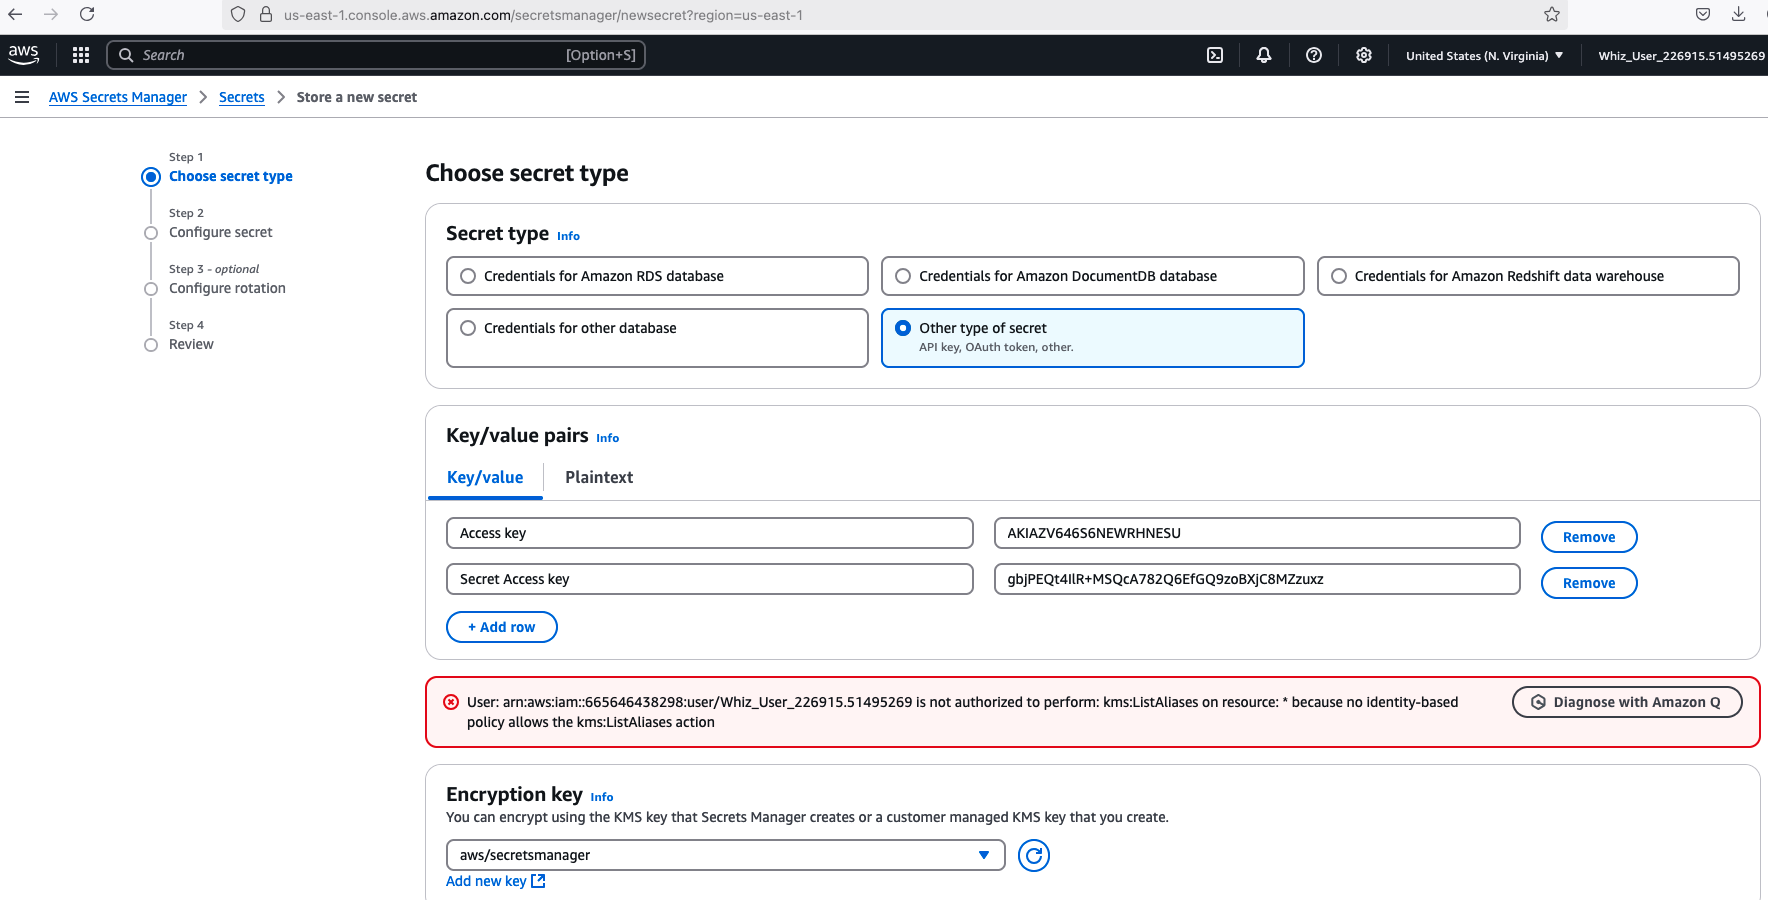 us-east-1.console.aws.amazon.com/secretsmanager/newsecret?region=us-east-1
aws
Search
[Option+S]
United States (N. Virginia)
Whiz_User_226915.51495269
AWS Secrets Manager
Secrets
Store a new secret
Step 1
Choose secret type
Step 2
Configure secret
Step 3 - optional
Configure rotation
Step 4
Review
Choose secret type
Secret type Info
Credentials for Amazon RDS database
Credentials for Amazon DocumentDB database
Credentials for Amazon Redshift data warehouse
Credentials for other database
Other type of secret
API key, OAuth token, other.
Key/value pairs Info
Key/value
Plaintext
Access key
AKIAZV646S6NEWRHNESU
Remove
Secret Access key
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
Remove
+ Add row
User: arn:aws:iam::665646438298:user/Whiz_User_226915.51495269 is not authorized to perform: kms:ListAliases on resource: * because no identity-based
policy allows the kms:ListAliases action
Diagnose with Amazon Q
Encryption key Info
You can encrypt using the KMS key that Secrets Manager creates or a customer managed KMS key that you create.
aws/secretsmanager
Add new key